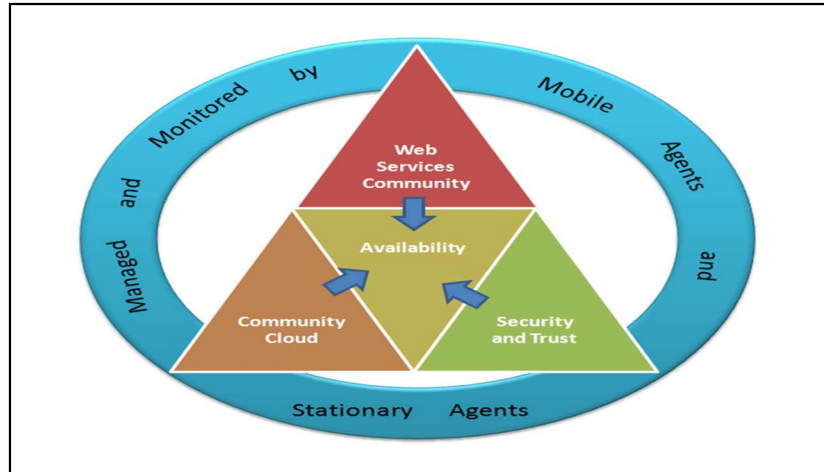 Managed and Monitored by Mobile Agents and
Stationary Agents
Web
Services
Community
Availability
Community
Cloud
Security
and Trust